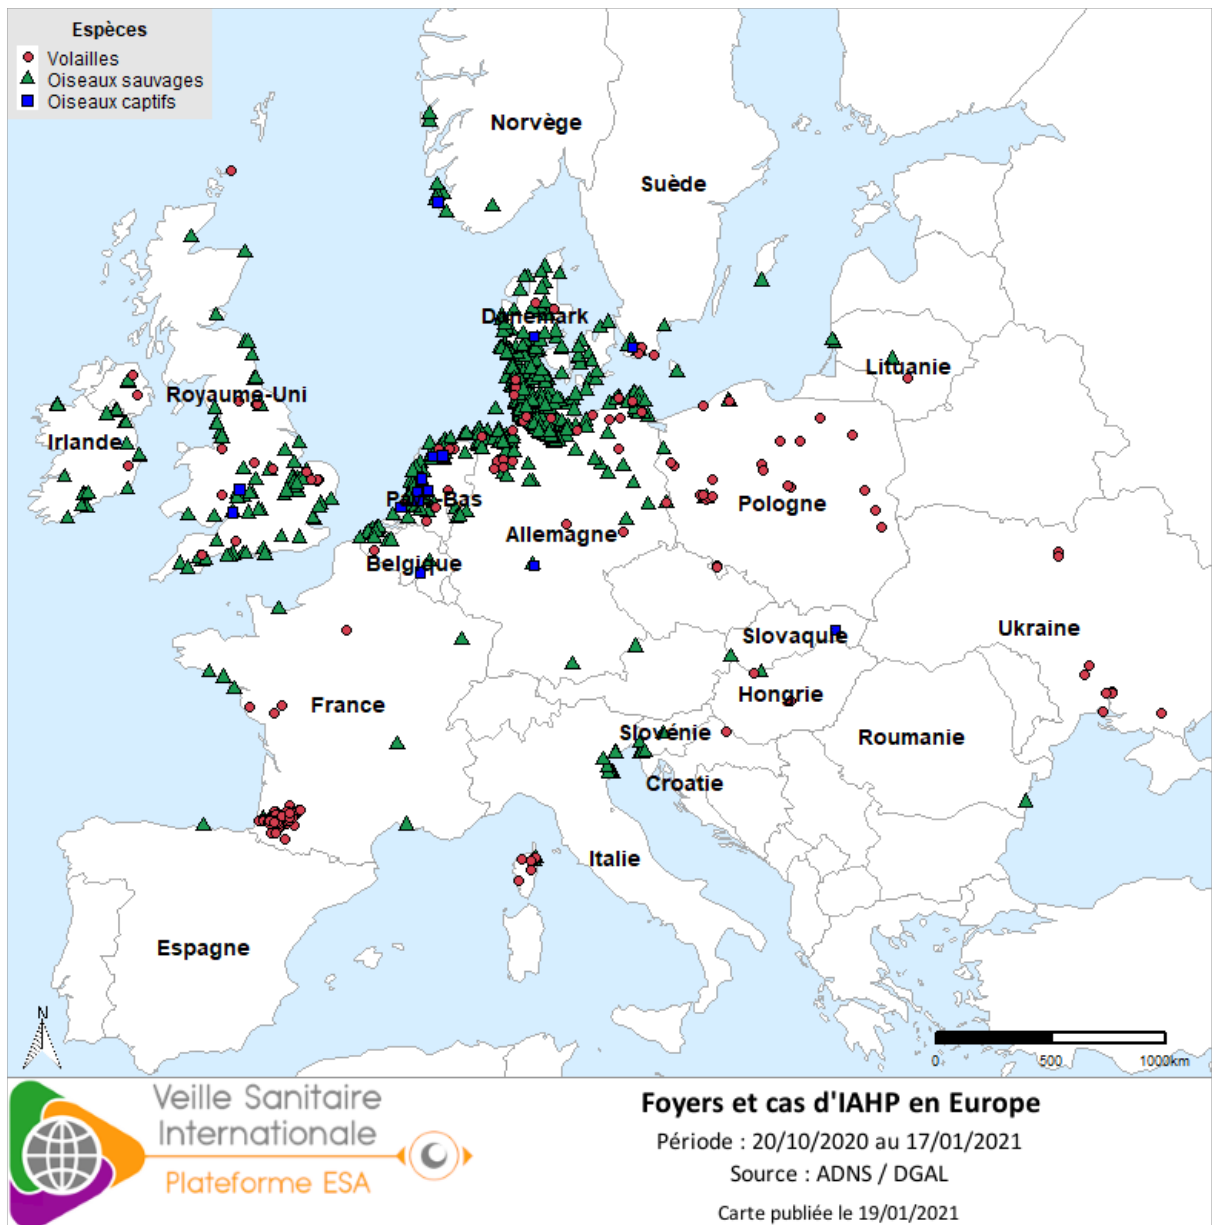 Espèces
Volailles
Oiseaux sauvages
Oiseaux captifs
Norvège
Suède
Danemark
Lituanie
Royaume-Uni
Irlande
Pays-Bas
Pologne
Allemagne
Belgique
Slovaquie
Ukraine
Hongrie
France
Slovénie
Roumanie
Croatie
Italie
Espagne
N
0 500 1000km
Veille Sanitaire
Internationale
Plateforme ESA
Foyers et cas d'IAHP en Europe
Période : 20/10/2020 au 17/01/2021
Source : ADNS / DGAL
Carte publiée le 19/01/2021